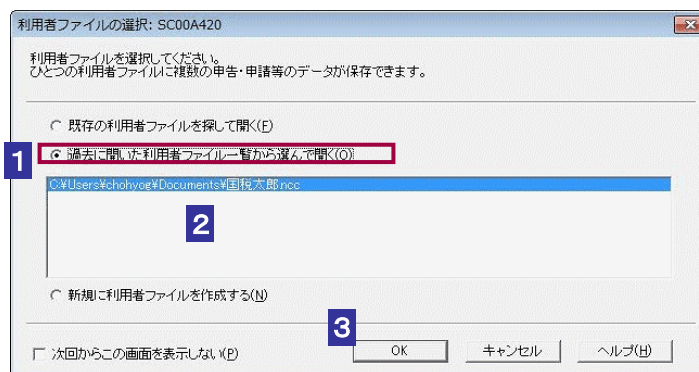 利用者ファイルの選択: SC00A420
利用者ファイルを選択してください。
ひとつの利用者ファイルに複数の申告・申請等のデータが保存できます。
既存の利用者ファイルを探して開く(F)
1
過去に開いた利用者ファイル一覧から選んで開く(O)
C:¥Users¥chohyog¥Documents¥国税太郎.ncc
2
新規に利用者ファイルを作成する(N)
3
次回からこの画面を表示しない(P)
OK
キャンセル
ヘルプ(H)